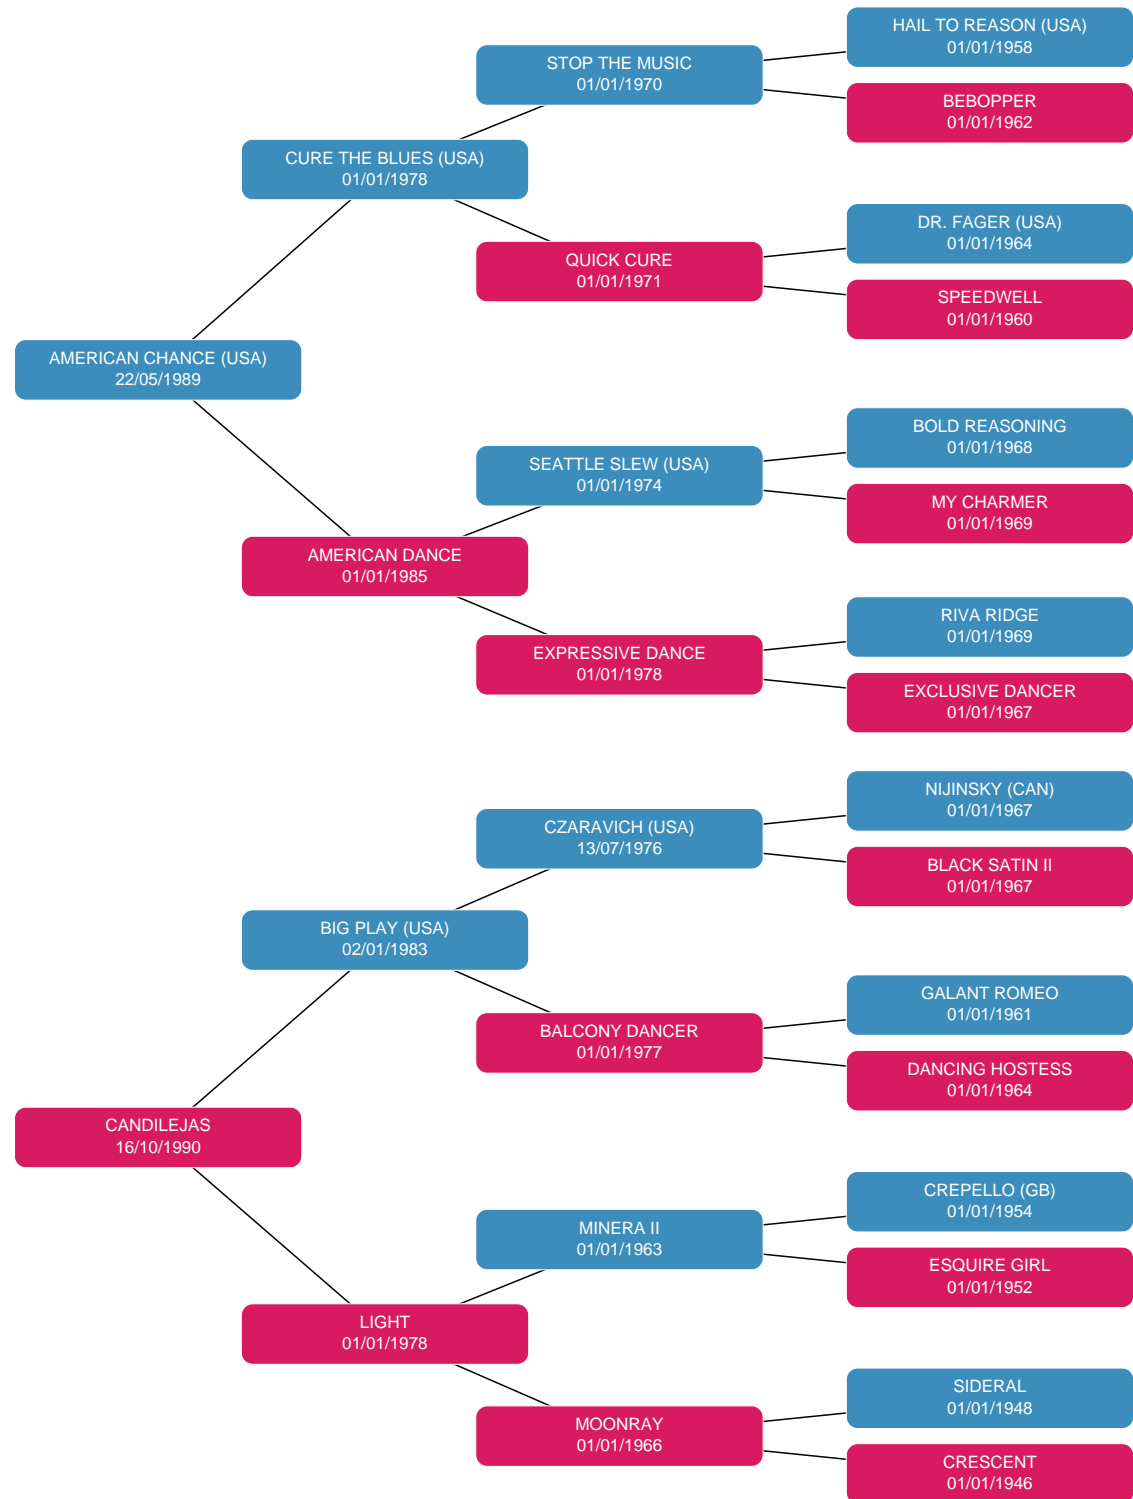 HAIL TO REASON (USA)
01/01/1958
STOP THE MUSIC
01/01/1970
BEBOPPER
01/01/1962
CURE THE BLUES (USA)
01/01/1978
DR. FAGER (USA)
01/01/1964
QUICK CURE
01/01/1971
SPEEDWELL
01/01/1960
AMERICAN CHANCE (USA)
22/05/1989
BOLD REASONING
01/01/1968
SEATTLE SLEW (USA)
01/01/1974
MY CHARMER
01/01/1969
AMERICAN DANCE
01/01/1985
RIVA RIDGE
01/01/1969
EXPRESSIVE DANCE
01/01/1978
EXCLUSIVE DANCER
01/01/1967
NIJINSKY (CAN)
01/01/1967
CZARAVICH (USA)
13/07/1976
BLACK SATIN II
01/01/1967
BIG PLAY (USA)
02/01/1983
GALANT ROMEO
01/01/1961
BALCONY DANCER
01/01/1977
DANCING HOSTESS
01/01/1964
CANDILEJAS
16/10/1990
CREPELLO (GB)
01/01/1954
MINERA II
01/01/1963
ESQUIRE GIRL
01/01/1952
LIGHT
01/01/1978
SIDERAL
01/01/1948
MOONRAY
01/01/1966
CRESCENT
01/01/1946